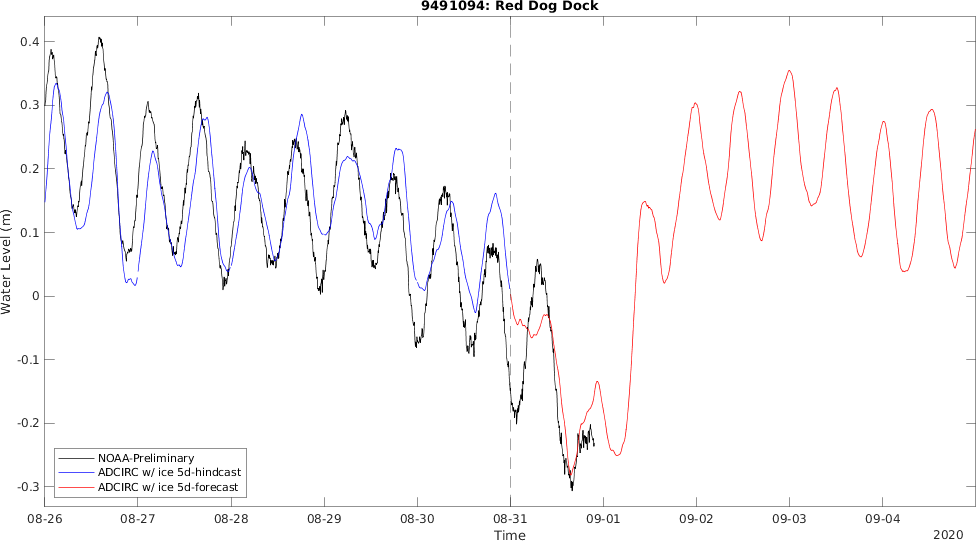 9491094: Red Dog Dock
Water Level (m)
0.4
0.3
0.2
0.1
0
-0.1
-0.2
-0.3
NOAA-Preliminary
ADCIRC w/ ice 5d-hindcast
ADCIRC w/ ice 5d-forecast
08-26 08-27 08-28 08-29 08-30 08-31 09-01 09-02 09-03 09-04
Time
2020